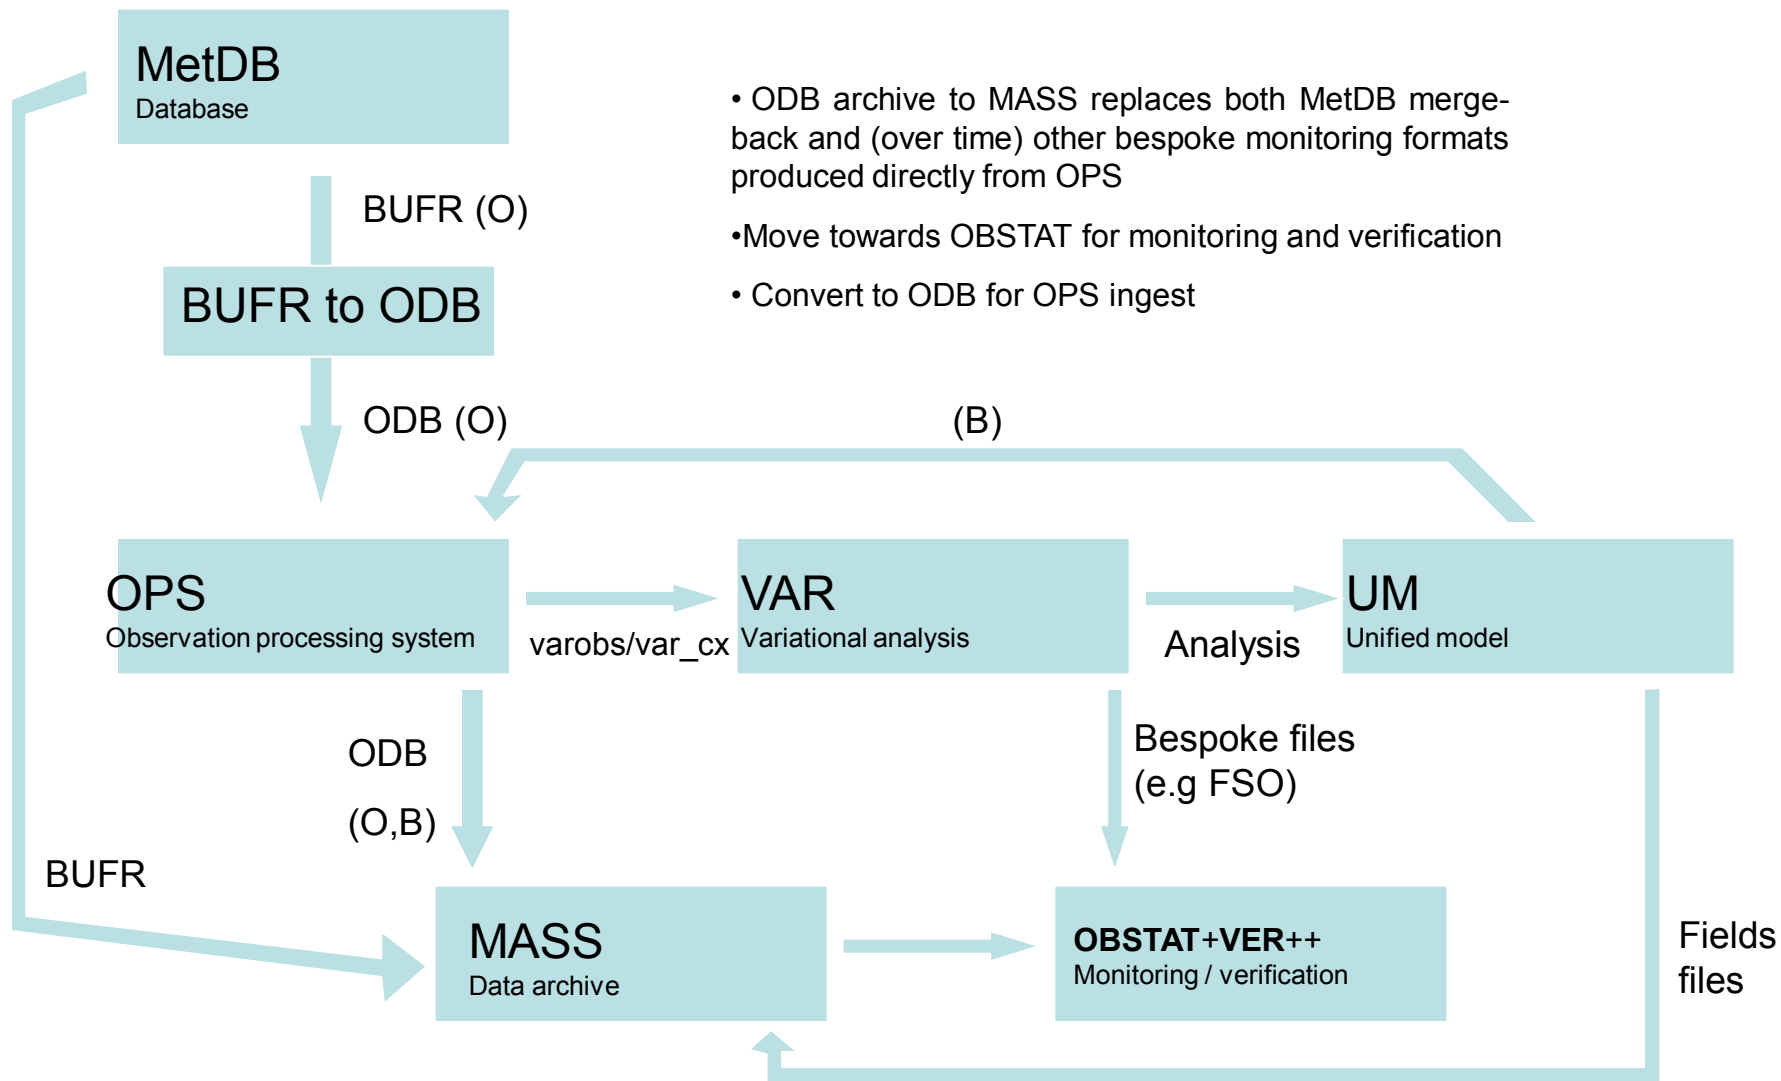 MetDB
Database
• ODB archive to MASS replaces both MetDB merge-
back and (over time) other bespoke monitoring formats
produced directly from OPS
•Move towards OBSTAT for monitoring and verification
• Convert to ODB for OPS ingest
BUFR (O)
BUFR to ODB
ODB (O)
(B)
OPS
Observation processing system
varobs/var_cx
VAR
Variational analysis
Analysis
UM
Unified model
ODB
(O,B)
Bespoke files
(e.g FSO)
BUFR
MASS
Data archive
OBSTAT+VER++
Monitoring / verification
Fields
files